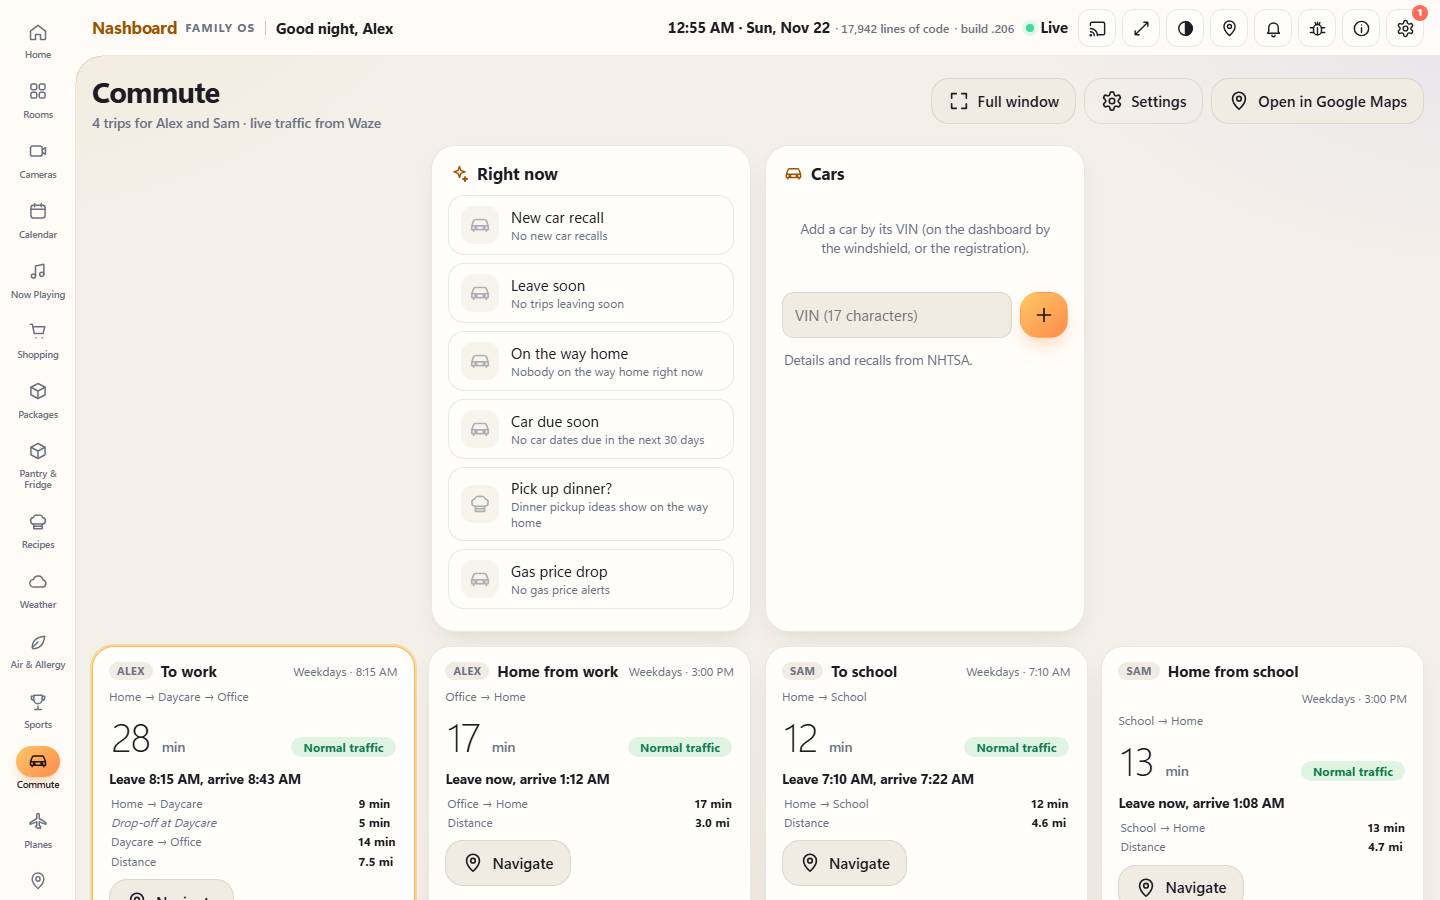 Nashboard FAMILY OS Good night, Alex
12:55 AM · Sun, Nov 22 · 17,942 lines of code · build .206 Live
1
Home
Rooms
Cameras
Calendar
Now Playing
Shopping
Packages
Pantry &
Fridge
Recipes
Weather
Air & Allergy
Sports
Commute
Planes
Commute
4 trips for Alex and Sam · live traffic from Waze
Full window
Settings
Open in Google Maps
Right now
New car recall
No new car recalls
Leave soon
No trips leaving soon
On the way home
Nobody on the way home right now
Car due soon
No car dates due in the next 30 days
Pick up dinner?
Dinner pickup ideas show on the way
home
Gas price drop
No gas price alerts
Cars
Add a car by its VIN (on the dashboard by
the windshield, or the registration).
VIN (17 characters)
Details and recalls from NHTSA.
ALEX To work Weekdays · 8:15 AM
Home → Daycare → Office
28 min Normal traffic
Leave 8:15 AM, arrive 8:43 AM
Home → Daycare 9 min
Drop-off at Daycare 5 min
Daycare → Office 14 min
Distance 7.5 mi
Navigate
ALEX Home from work Weekdays · 3:00 PM
Office → Home
17 min Normal traffic
Leave now, arrive 1:12 AM
Office → Home 17 min
Distance 3.0 mi
Navigate
SAM To school Weekdays · 7:10 AM
Home → School
12 min Normal traffic
Leave 7:10 AM, arrive 7:22 AM
Home → School 12 min
Distance 4.6 mi
Navigate
SAM Home from school
Weekdays · 3:00 PM
School → Home
13 min Normal traffic
Leave now, arrive 1:08 AM
School → Home 13 min
Distance 4.7 mi
Navigate